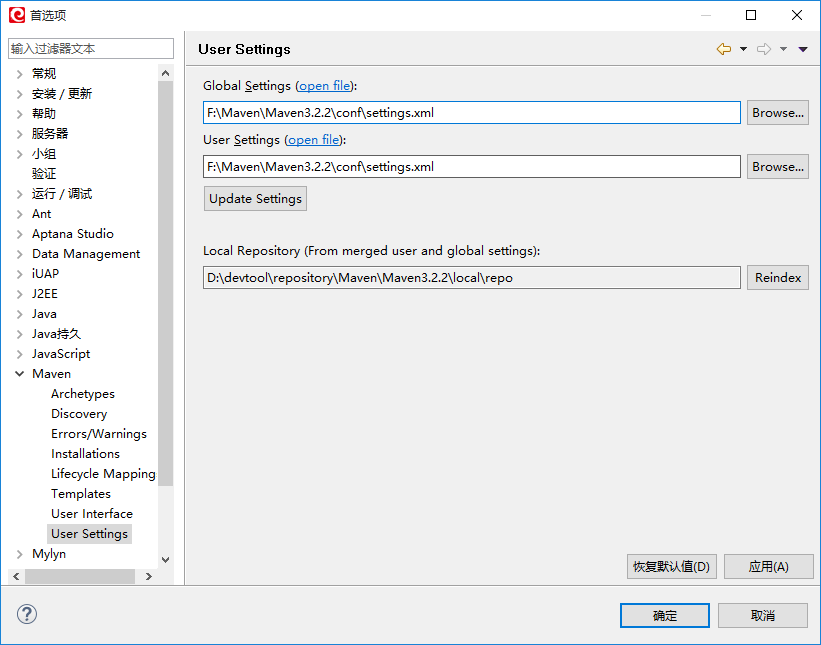 首选项
输入过滤器文本
常规
安装 / 更新
帮助
服务器
小组
验证
运行 / 调试
Ant
Aptana Studio
Data Management
iUAP
J2EE
Java
Java持久
JavaScript
Maven
Archetypes
Discovery
Errors/Warnings
Installations
Lifecycle Mapping
Templates
User Interface
User Settings
Mylyn
User Settings
Global Settings (open file):
F:\Maven\Maven3.2.2\conf\settings.xml Browse...
User Settings (open file):
F:\Maven\Maven3.2.2\conf\settings.xml Browse...
Update Settings
Local Repository (From merged user and global settings):
D:\devtool\repository\Maven\Maven3.2.2\local\repo Reindex
恢复默认值(D) 应用(A)
? 确定 取消